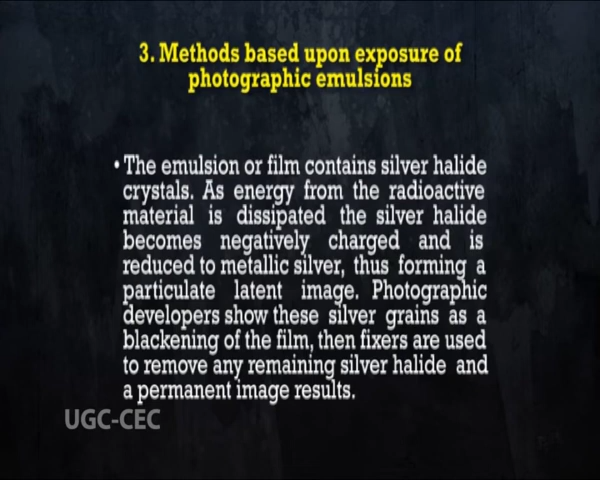 3. Methods based upon exposure of
photographic emulsions
• The emulsion or film contains silver halide
crystals. As energy from the radioactive
material is dissipated the silver halide
becomes negatively charged and is
reduced to metallic silver, thus forming a
particulate latent image. Photographic
developers show these silver grains as a
blackening of the film, then fixers are used
to remove any remaining silver halide and
a permanent image results.
UGC-CEC